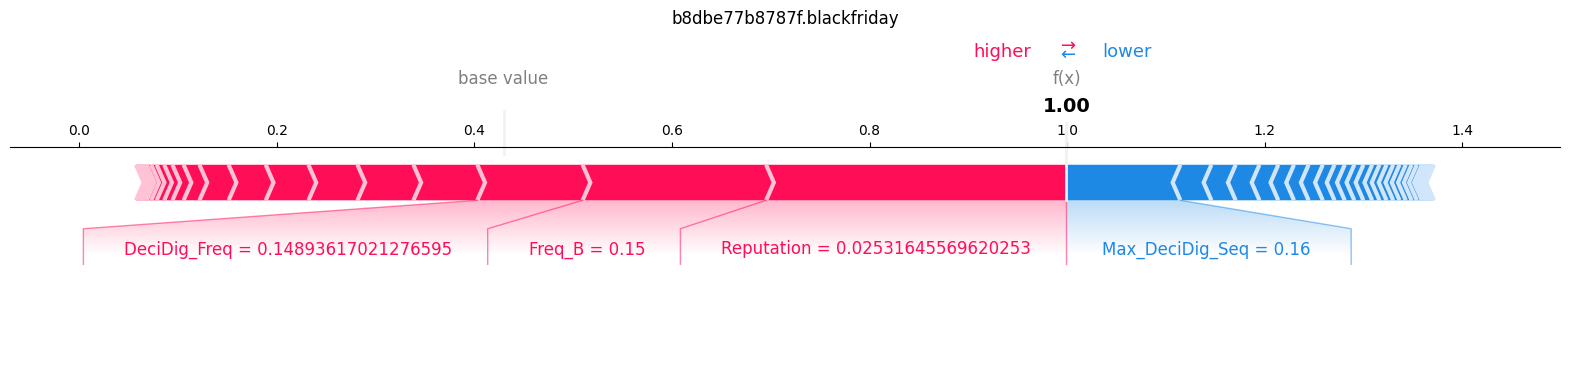 b8dbe77b8787f.blackfriday
higher ⇄ lower
base value f(x)
1.00
0.0 0.2 0.4 0.6 0.8 1.0 1.2 1.4
DeciDig_Freq = 0.14893617021276595 Freq_B = 0.15 Reputation = 0.02531645569620253 Max_DeciDig_Seq = 0.16